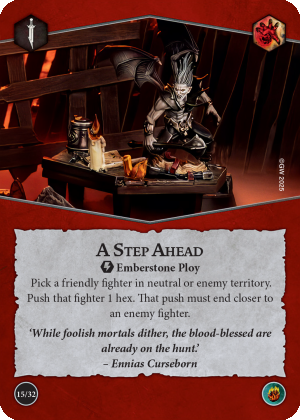 ©GW 2025
A Step Ahead
Emberstone Ploy
Pick a friendly fighter in neutral or enemy territory.
Push that fighter 1 hex. That push must end closer to
an enemy fighter.
‘While foolish mortals dither, the blood-blessed are
already on the hunt.’
– Ennias Curseborn
15/32